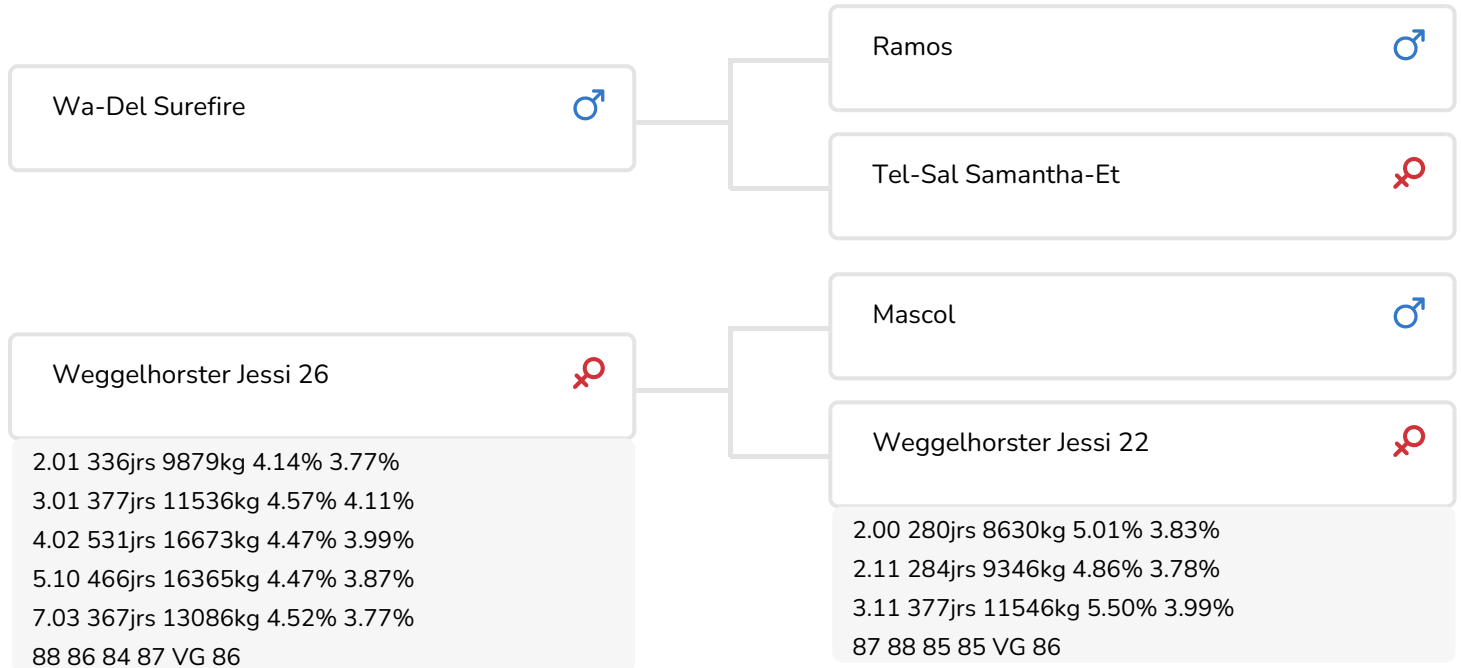 Wa-Del Surefire
Ramos
Tel-Sal Samantha-Et
Weggelhorster Jessi 26
2.01 336jrs 9879kg 4.14% 3.77%
3.01 377jrs 11536kg 4.57% 4.11%
4.02 531jrs 16673kg 4.47% 3.99%
5.10 466jrs 16365kg 4.47% 3.87%
7.03 367jrs 13086kg 4.52% 3.77%
88 86 84 87 VG 86
Mascol
Weggelhorster Jessi 22
2.00 280jrs 8630kg 5.01% 3.83%
2.11 284jrs 9346kg 4.86% 3.78%
3.11 377jrs 11546kg 5.50% 3.99%
87 88 85 85 VG 86